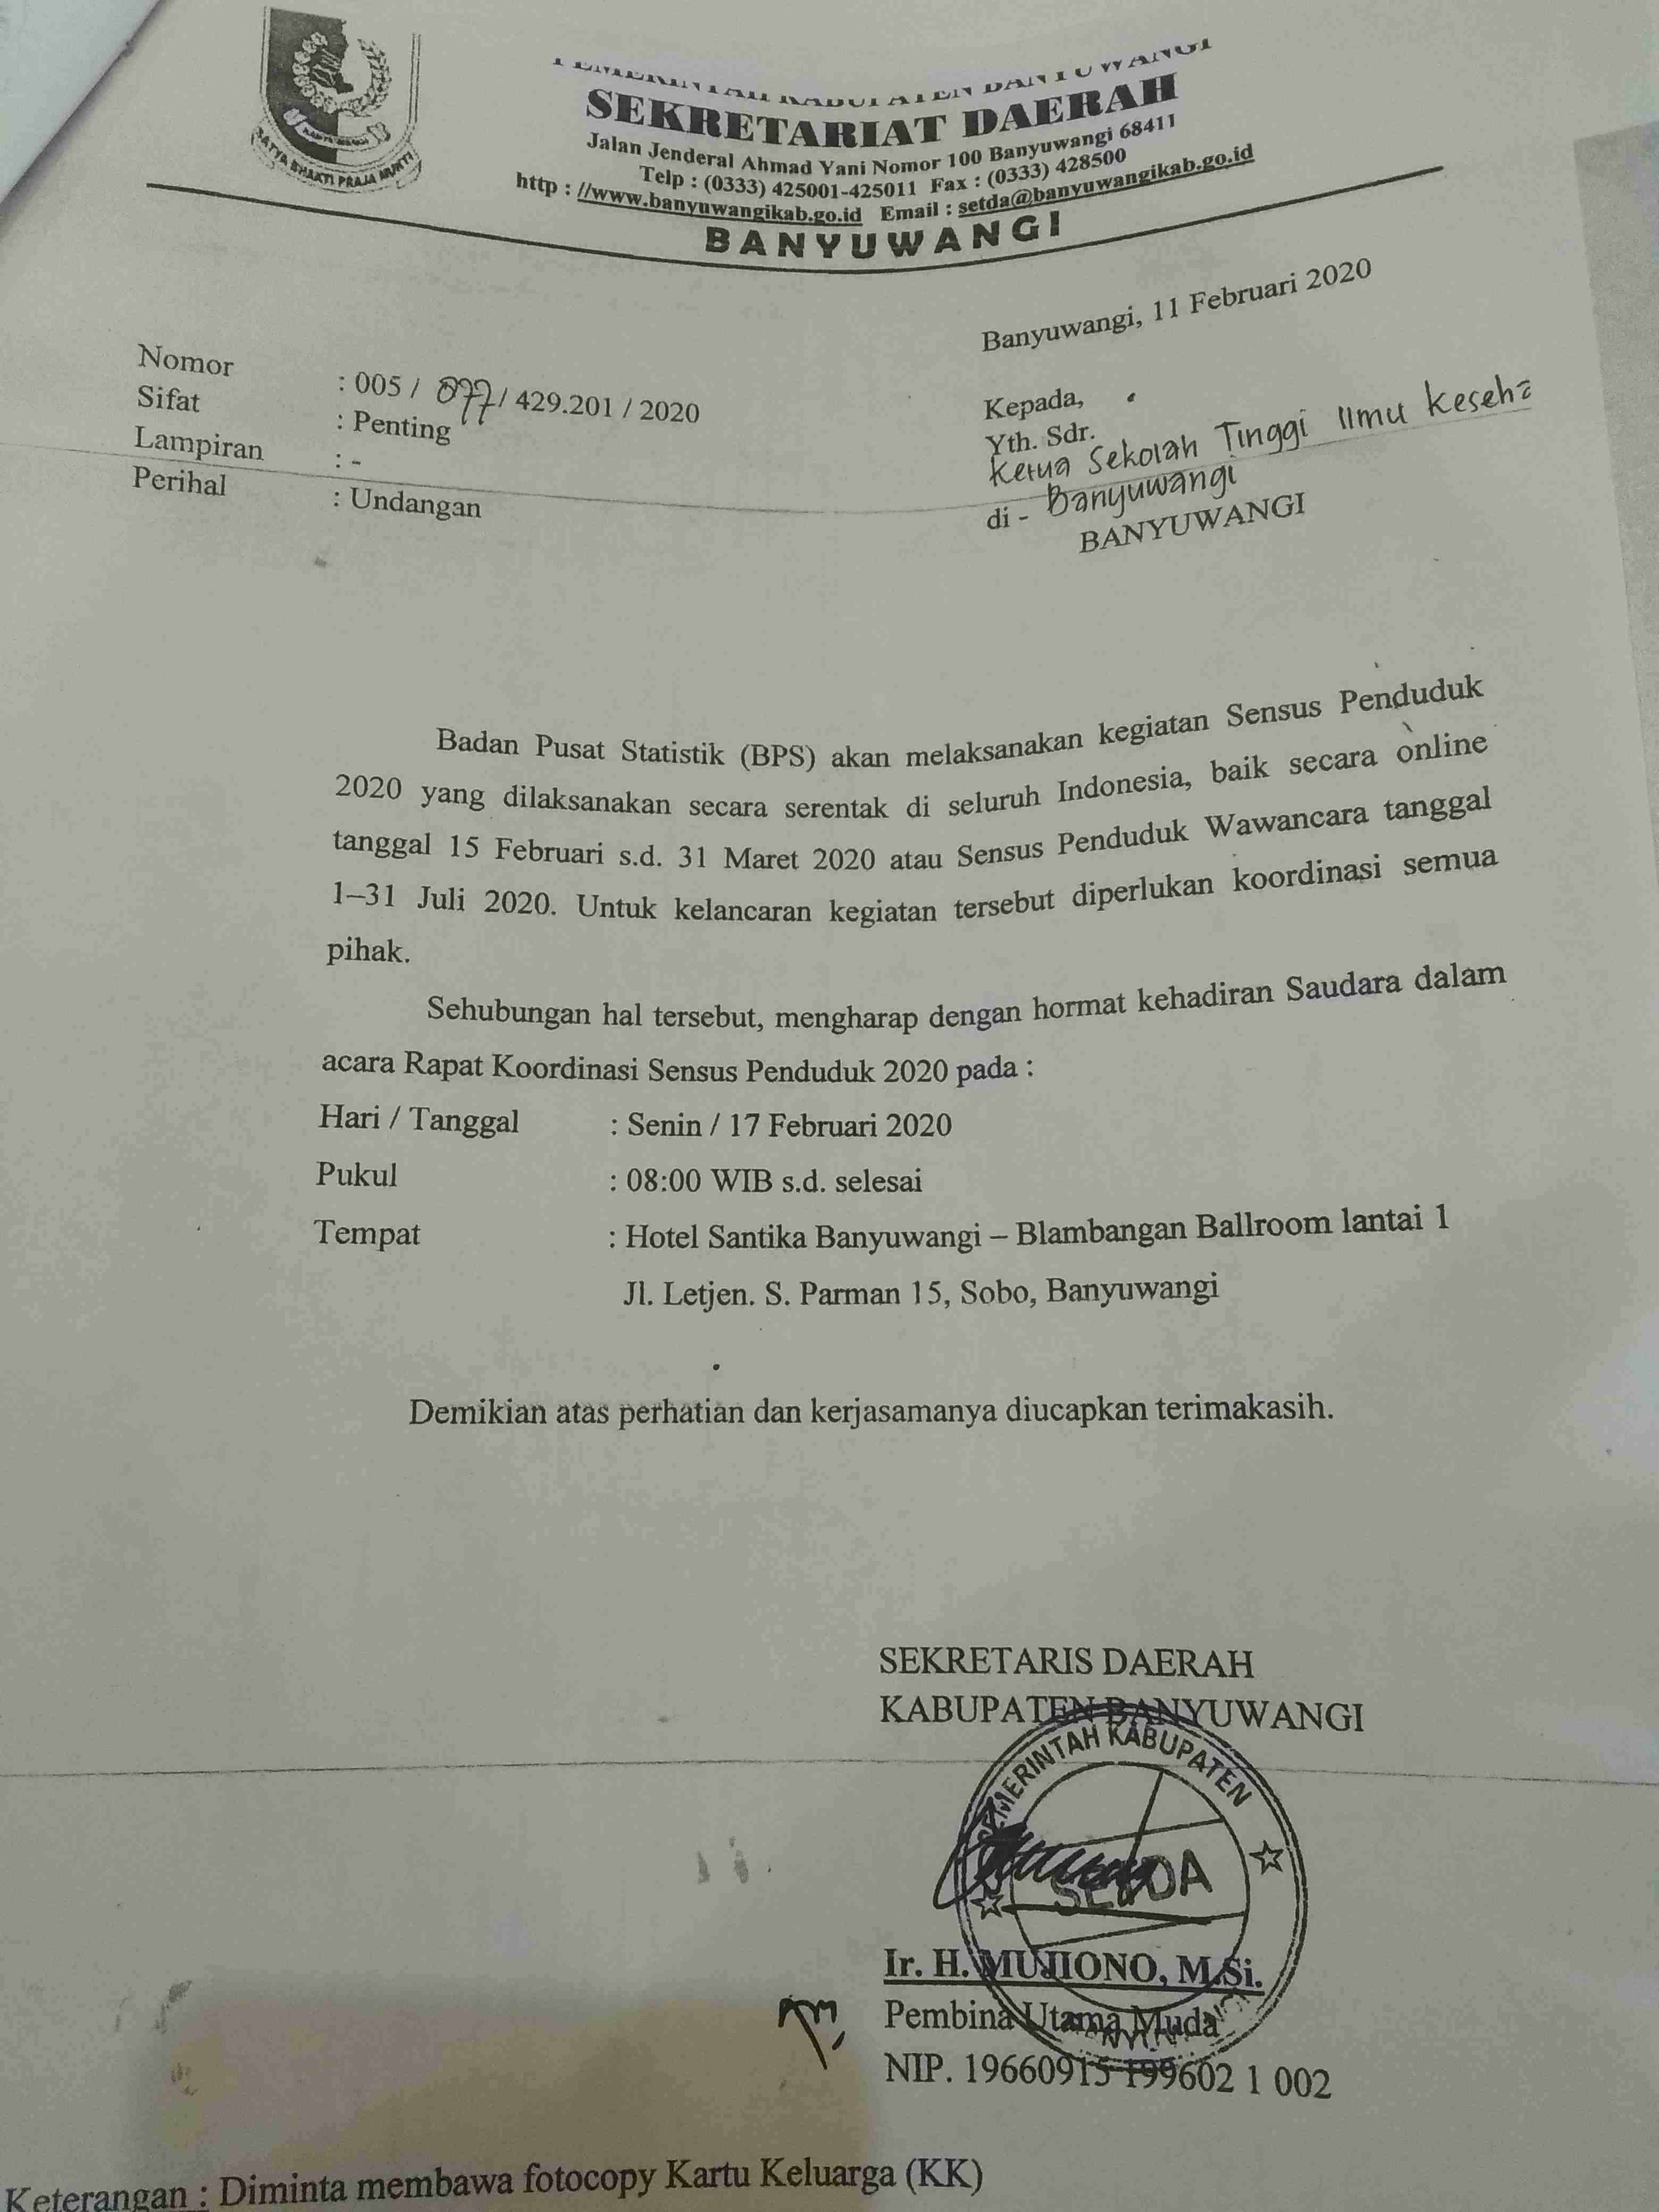 PEMERINTAH KABUPATEN BANYUWANGI
SEKRETARIAT DAERAH
Jalan Jenderal Ahmad Yani Nomor 100 Banyuwangi 68411
Telp : (0333) 425001-425011 Fax : (0333) 428500
http : //www.banyuwangikab.go.id Email : setda@banyuwangikab.go.id
BANYUWANGI
SATYA BHAKTI PRAJA MUKTI
Banyuwangi, 11 Februari 2020
Nomor : 005 / 077 / 429.201 / 2020
Sifat : Penting
Lampiran : -
Perihal : Undangan
Kepada,
Yth. Sdr.
Ketua Sekolah Tinggi Ilmu Keseha
di - Banyuwangi
BANYUWANGI
Badan Pusat Statistik (BPS) akan melaksanakan kegiatan Sensus Penduduk
2020 yang dilaksanakan secara serentak di seluruh Indonesia, baik secara online
tanggal 15 Februari s.d. 31 Maret 2020 atau Sensus Penduduk Wawancara tanggal
1–31 Juli 2020. Untuk kelancaran kegiatan tersebut diperlukan koordinasi semua
pihak.
Sehubungan hal tersebut, mengharap dengan hormat kehadiran Saudara dalam
acara Rapat Koordinasi Sensus Penduduk 2020 pada :
Hari / Tanggal : Senin / 17 Februari 2020
Pukul : 08:00 WIB s.d. selesai
Tempat : Hotel Santika Banyuwangi – Blambangan Ballroom lantai 1
Jl. Letjen. S. Parman 15, Sobo, Banyuwangi
Demikian atas perhatian dan kerjasamanya diucapkan terimakasih.
SEKRETARIS DAERAH
KABUPATEN BANYUWANGI
PEMERINTAH KABUPATEN
SETDA
Ir. H. MUJIONO, M.Si.
Pembina Utama Muda
NIP. 19660915 199602 1 002
Keterangan : Diminta membawa fotocopy Kartu Keluarga (KK)